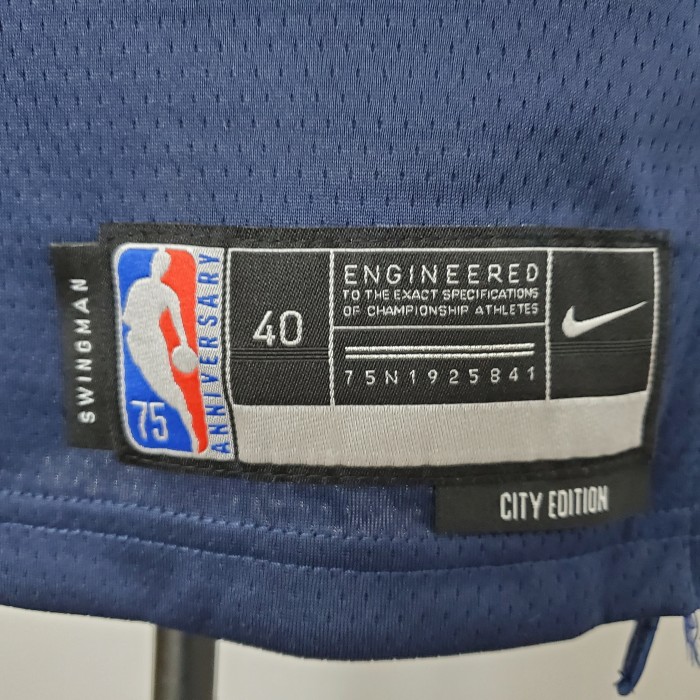 SWINGMAN
75
ANNIVERSARY
40
ENGINEERED
TO THE EXACT SPECIFICATIONS
OF CHAMPIONSHIP ATHLETES
75N1925841
CITY EDITION